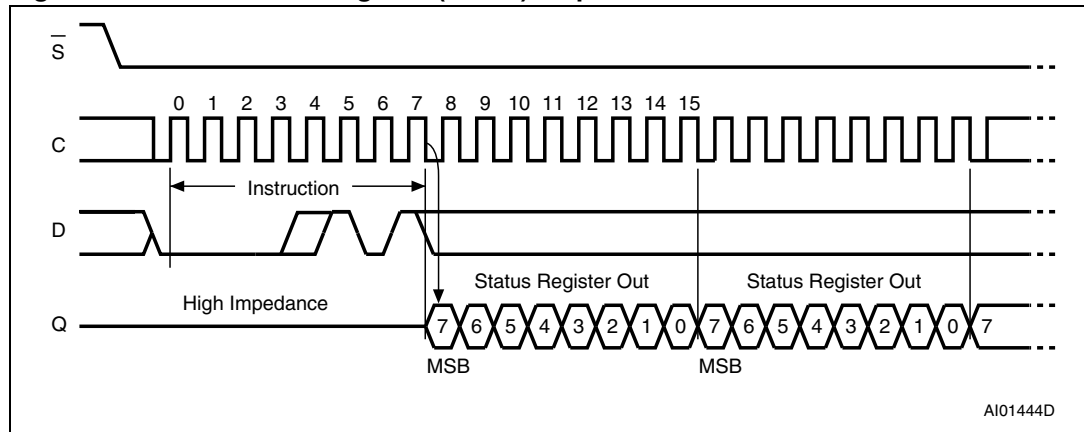 S
0 1 2 3 4 5 6 7 8 9 10 11 12 13 14 15
C
Instruction
D
Status Register Out Status Register Out
High Impedance
Q 7 6 5 4 3 2 1 0 7 6 5 4 3 2 1 0 7
MSB MSB
AI01444D